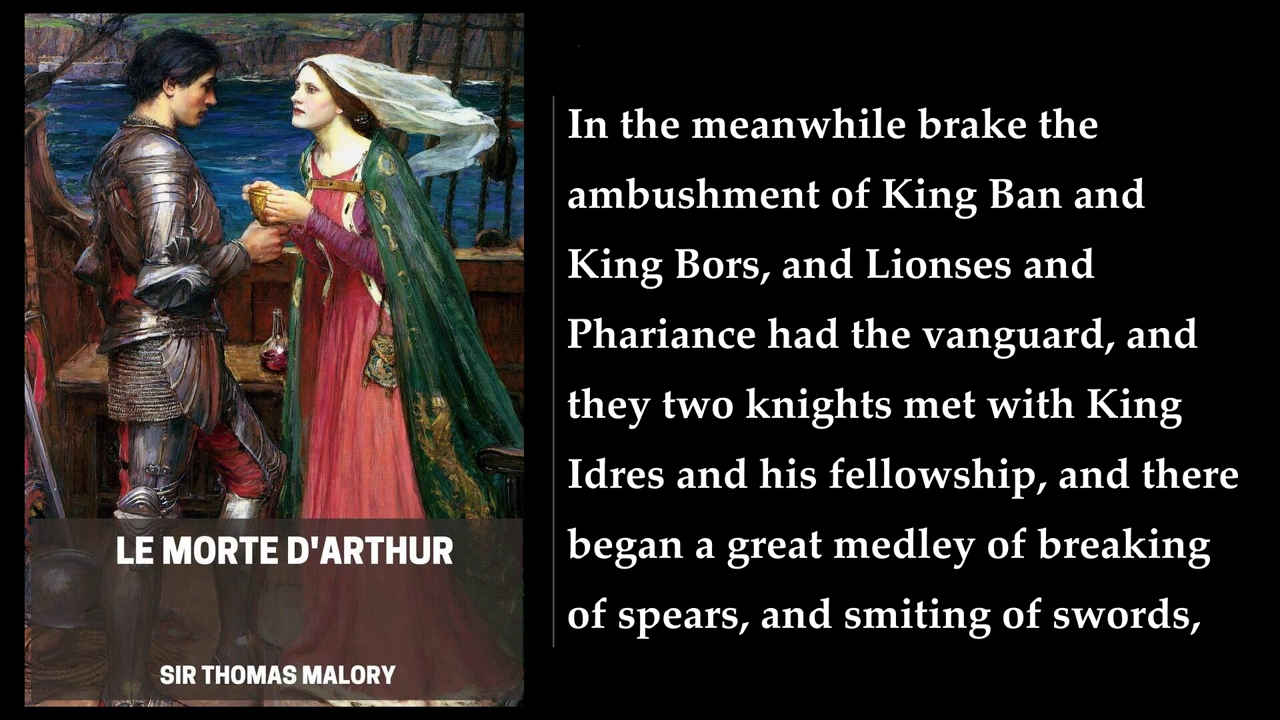 LE MORTE D'ARTHUR
SIR THOMAS MALORY
In the meanwhile brake the
ambushment of King Ban and
King Bors, and Lionses and
Phariance had the vanguard, and
they two knights met with King
Idres and his fellowship, and there
began a great medley of breaking
of spears, and smiting of swords,